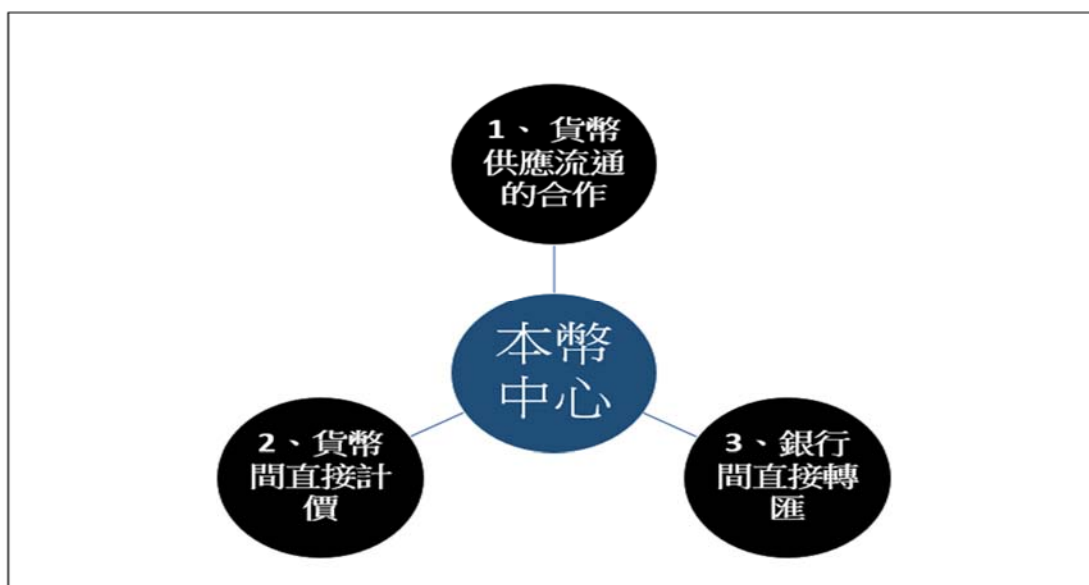 1、 貨幣
供應流通
的合作
本幣
中心
2、貨幣
間直接計
價
3、銀行
間直接轉
匯